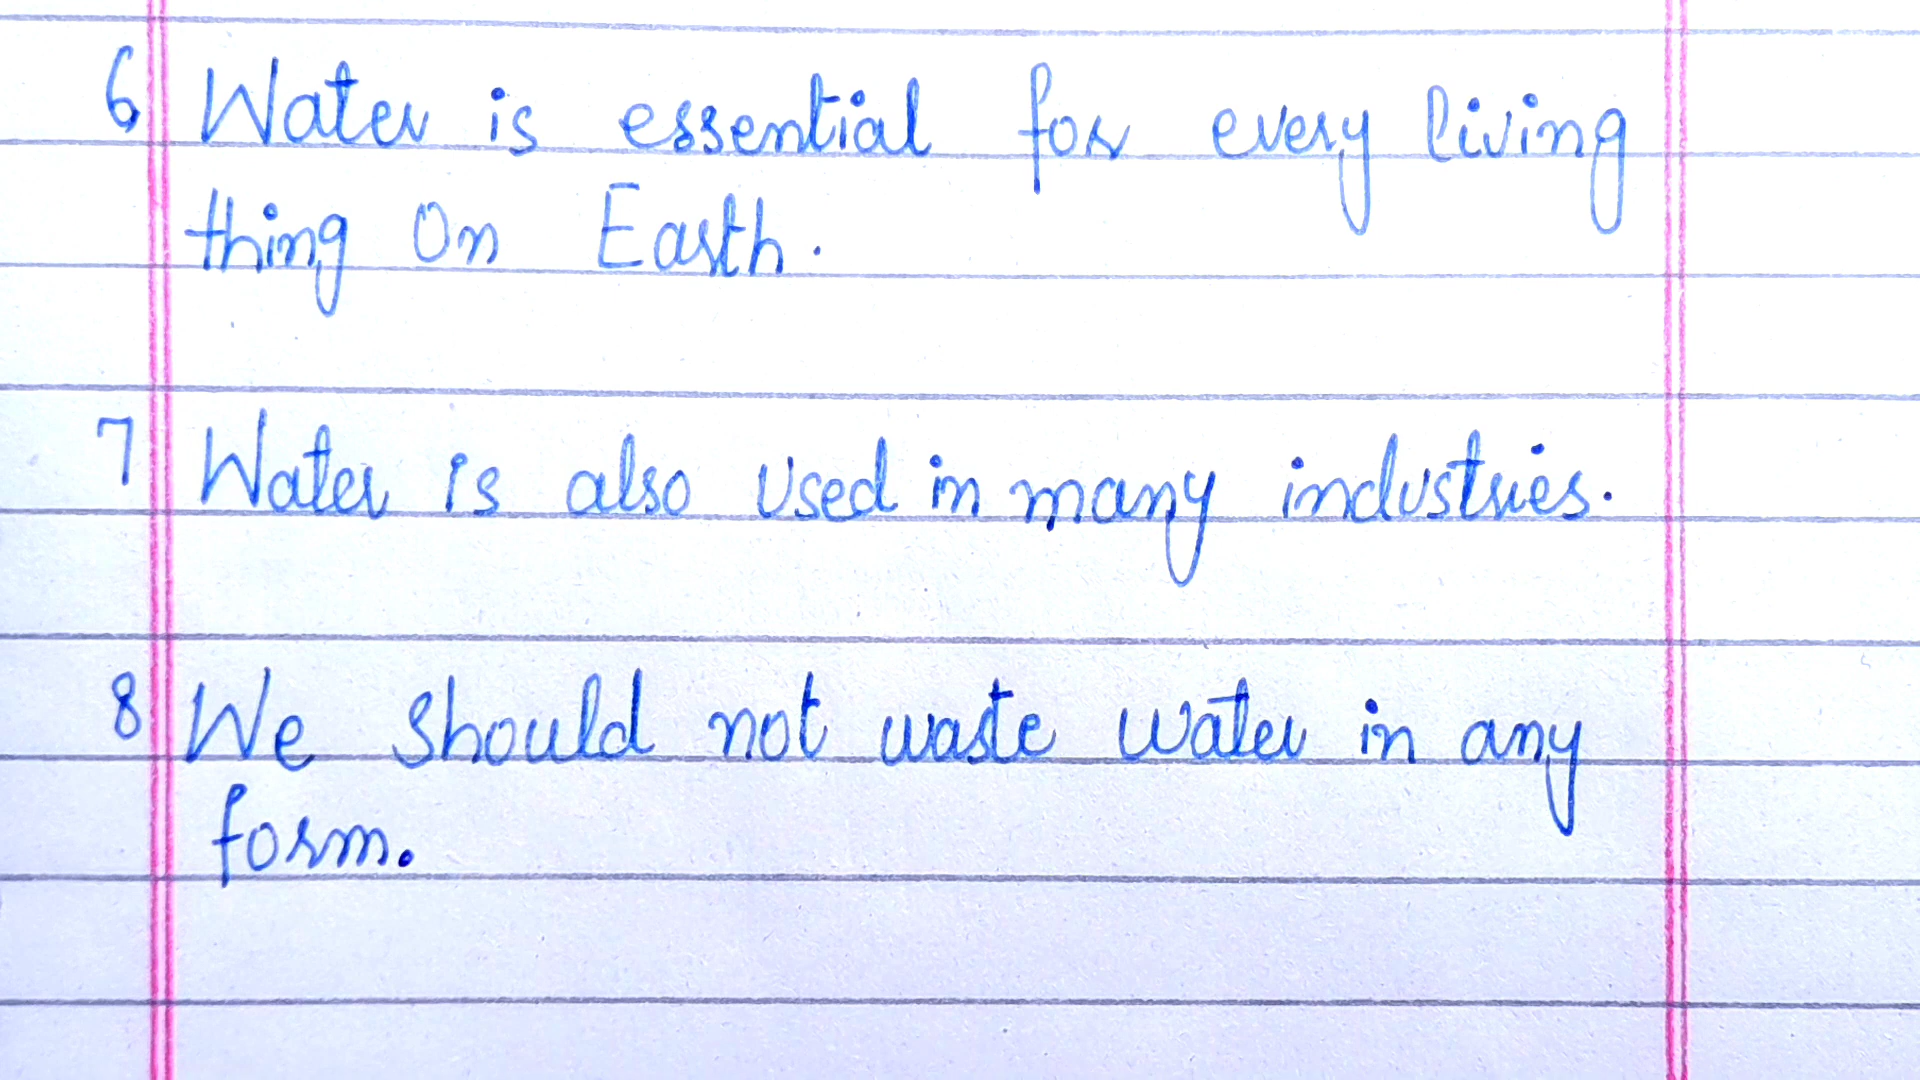 6 Water is essential for every living
thing On Earth.
7 Water is also Used in many industries.
8 We should not waste water in any
form.